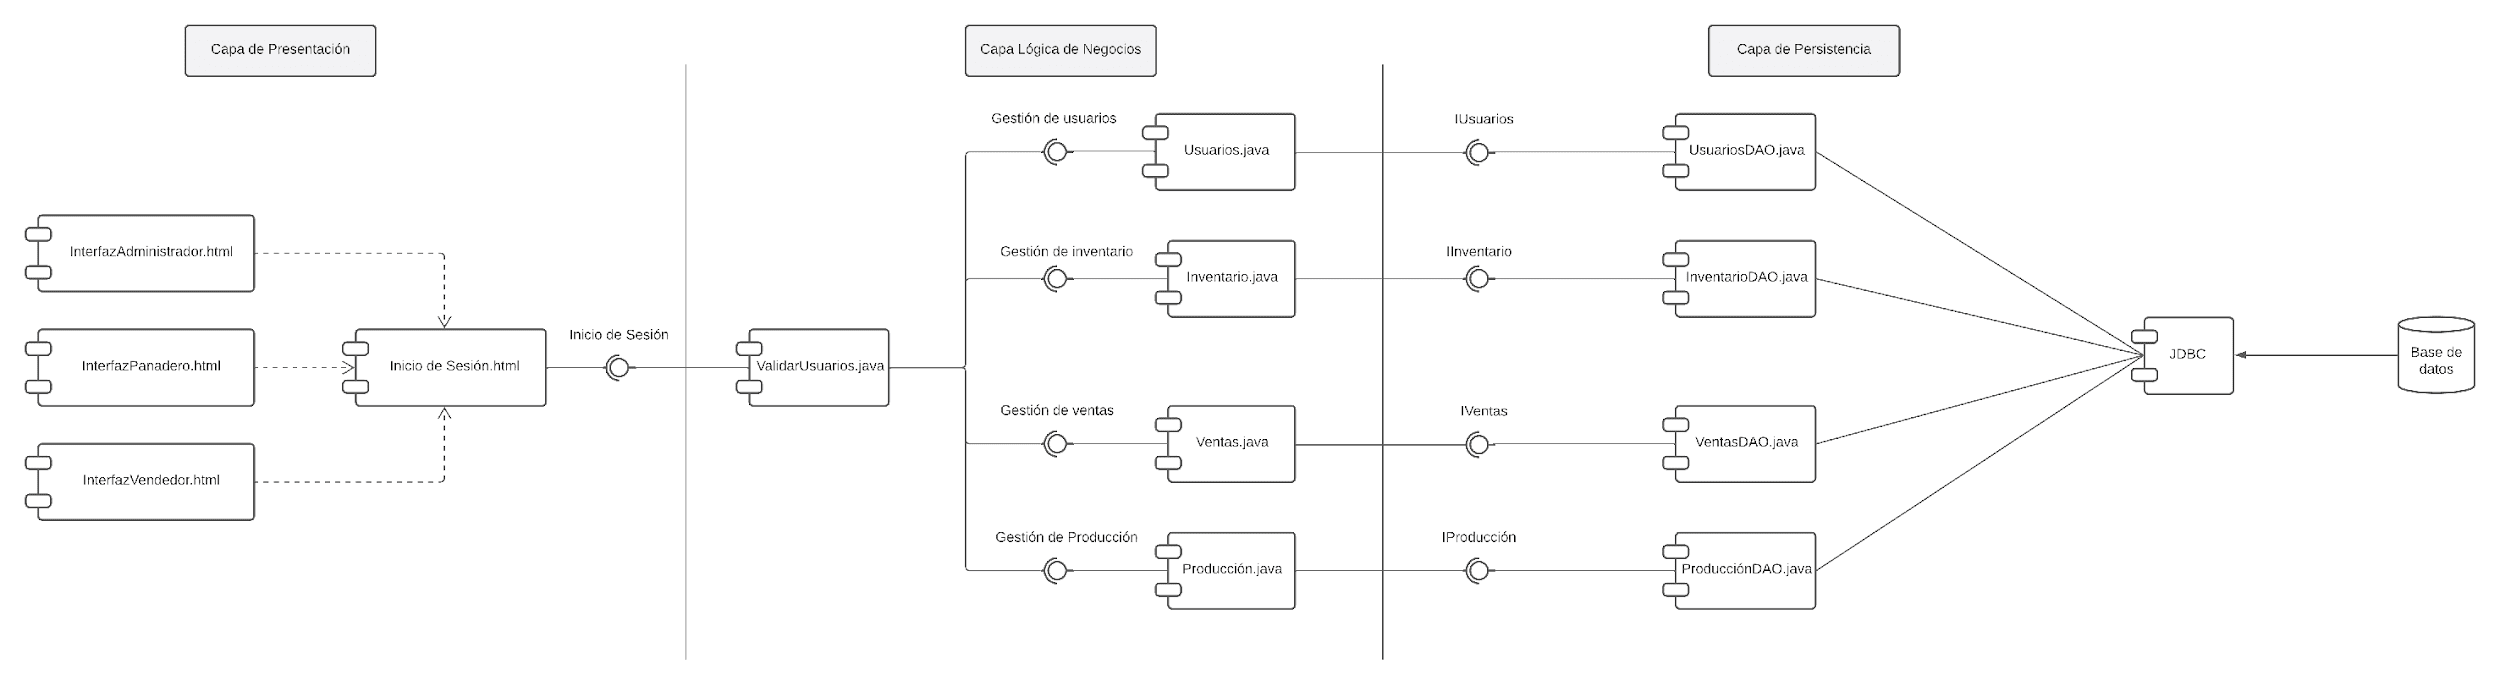 Capa de Presentación
Capa Lógica de Negocios
Capa de Persistencia
Gestión de usuarios
IUsuarios
Usuarios.java
UsuariosDAO.java
InterfazAdministrador.html
Gestión de inventario
IInventario
Inventario.java
InventarioDAO.java
Inicio de Sesión
InterfazPanadero.html
Inicio de Sesión.html
ValidarUsuarios.java
JDBC
Base de
datos
Gestión de ventas
IVentas
Ventas.java
VentasDAO.java
InterfazVendedor.html
Gestión de Producción
IProducción
Producción.java
ProducciónDAO.java